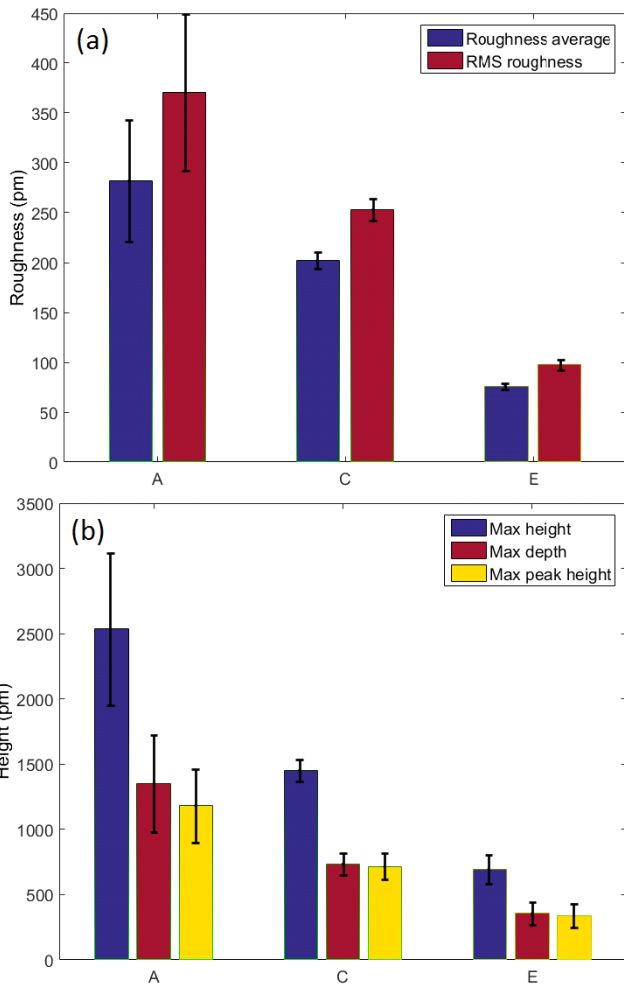 (a)
Roughness average
RMS roughness
450
400
350
300
250
200
150
100
50
0
Roughness (pm)
A C E
(b)
Max height
Max depth
Max peak height
3500
3000
2500
2000
1500
1000
500
0
Height (pm)
A C E